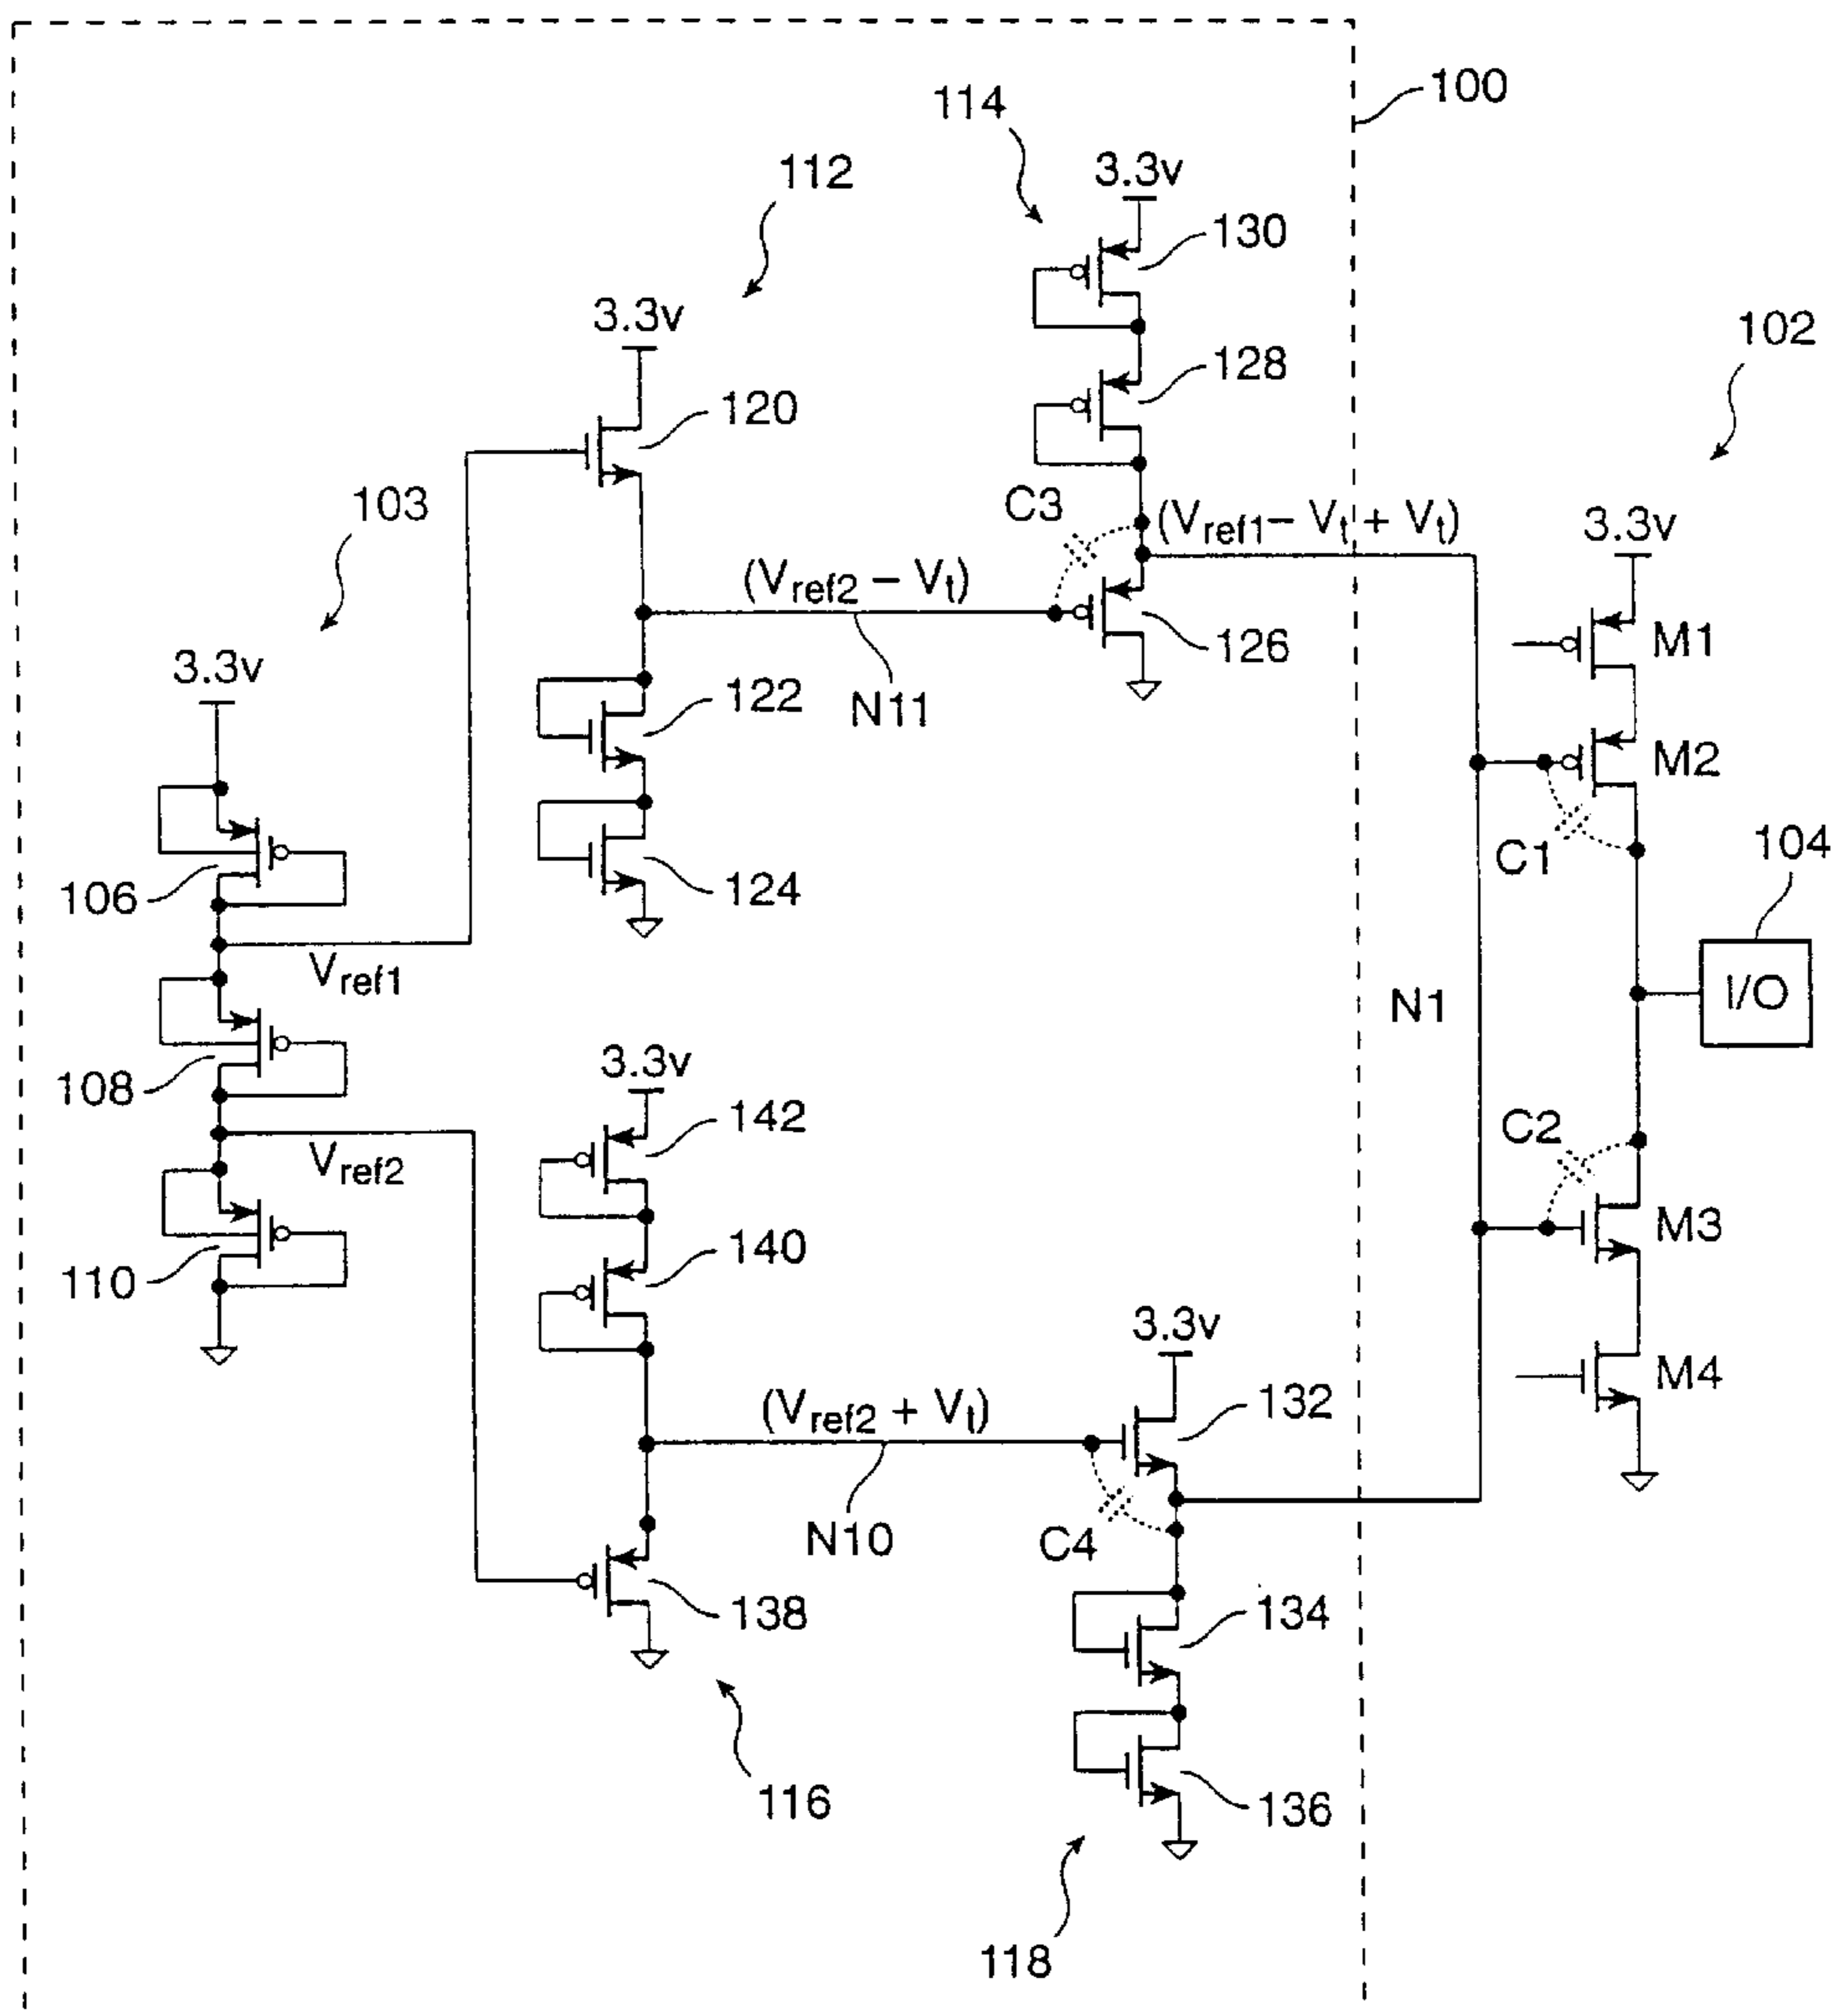 100
114
3.3v
112
130
3.3v
102
128
120
103
C3
(Vref1 – Vt + Vt)
3.3v
(Vref2 – Vt)
126
M1
3.3v
122
N11
M2
104
C1
106
124
I/O
Vref1
N1
3.3v
108
142
C2
Vref2
M3
110
140
3.3v
M4
(Vref2 + Vt)
132
N10
C4
138
134
116
136
118